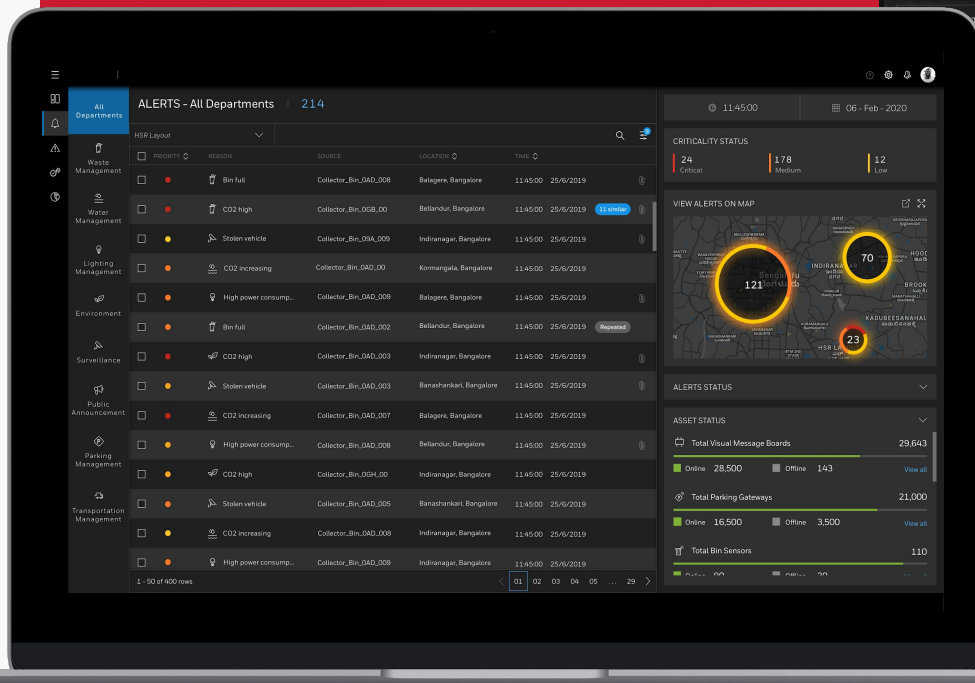 All
Departments
ALERTS - All Departments | 214
11:45:00
06 - Feb - 2020
HSR Layout
PRIORITY REASON SOURCE LOCATION TIME
Bin full Collector_Bin_0AD_008 Balagere, Bangalore 11:45:00 25/6/2019
CO2 high Collector_Bin_0GB_00 Bellandur, Bangalore 11:45:00 25/6/2019 11 similar
Stolen vehicle Collector_Bin_09A_009 Indiranagar, Bangalore 11:45:00 25/6/2019
CO2 increasing Collector_Bin_0AD_00 Kormangala, Bangalore 11:45:00 25/6/2019
High power consump... Collector_Bin_0AD_009 Balagere, Bangalore 11:45:00 25/6/2019
Bin full Collector_Bin_0AD_002 Bellandur, Bangalore 11:45:00 25/6/2019 Repeated
CO2 high Collector_Bin_0AD_003 Indiranagar, Bangalore 11:45:00 25/6/2019
Stolen vehicle Collector_Bin_0AD_003 Banashankari, Bangalore 11:45:00 25/6/2019
CO2 increasing Collector_Bin_0AD_007 Balagere, Bangalore 11:45:00 25/6/2019
High power consump... Collector_Bin_0AD_008 Bellandur, Bangalore 11:45:00 25/6/2019
CO2 high Collector_Bin_0GH_00 Indiranagar, Bangalore 11:45:00 25/6/2019
Stolen vehicle Collector_Bin_0AD_005 Banashankari, Bangalore 11:45:00 25/6/2019
CO2 increasing Collector_Bin_0AD_008 Indiranagar, Bangalore 11:45:00 25/6/2019
High power consump... Collector_Bin_0AD_009 Indiranagar, Bangalore 11:45:00 25/6/2019
1 - 50 of 400 rows
01 02 03 04 05 ... 29
Waste
Management
Water
Management
Lighting
Management
Environment
Surveillance
Public
Announcement
Parking
Management
Transportation
Management
CRITICALITY STATUS
24 178 12
Critical Medium Low
VIEW ALERTS ON MAP
121
70
23
KADUBEESANAHAL
ALERTS STATUS
ASSET STATUS
Total Visual Message Boards 29,643
Online 28,500 Offline 143 View all
Total Parking Gateways 21,000
Online 16,500 Offline 3,500 View all
Total Bin Sensors 110